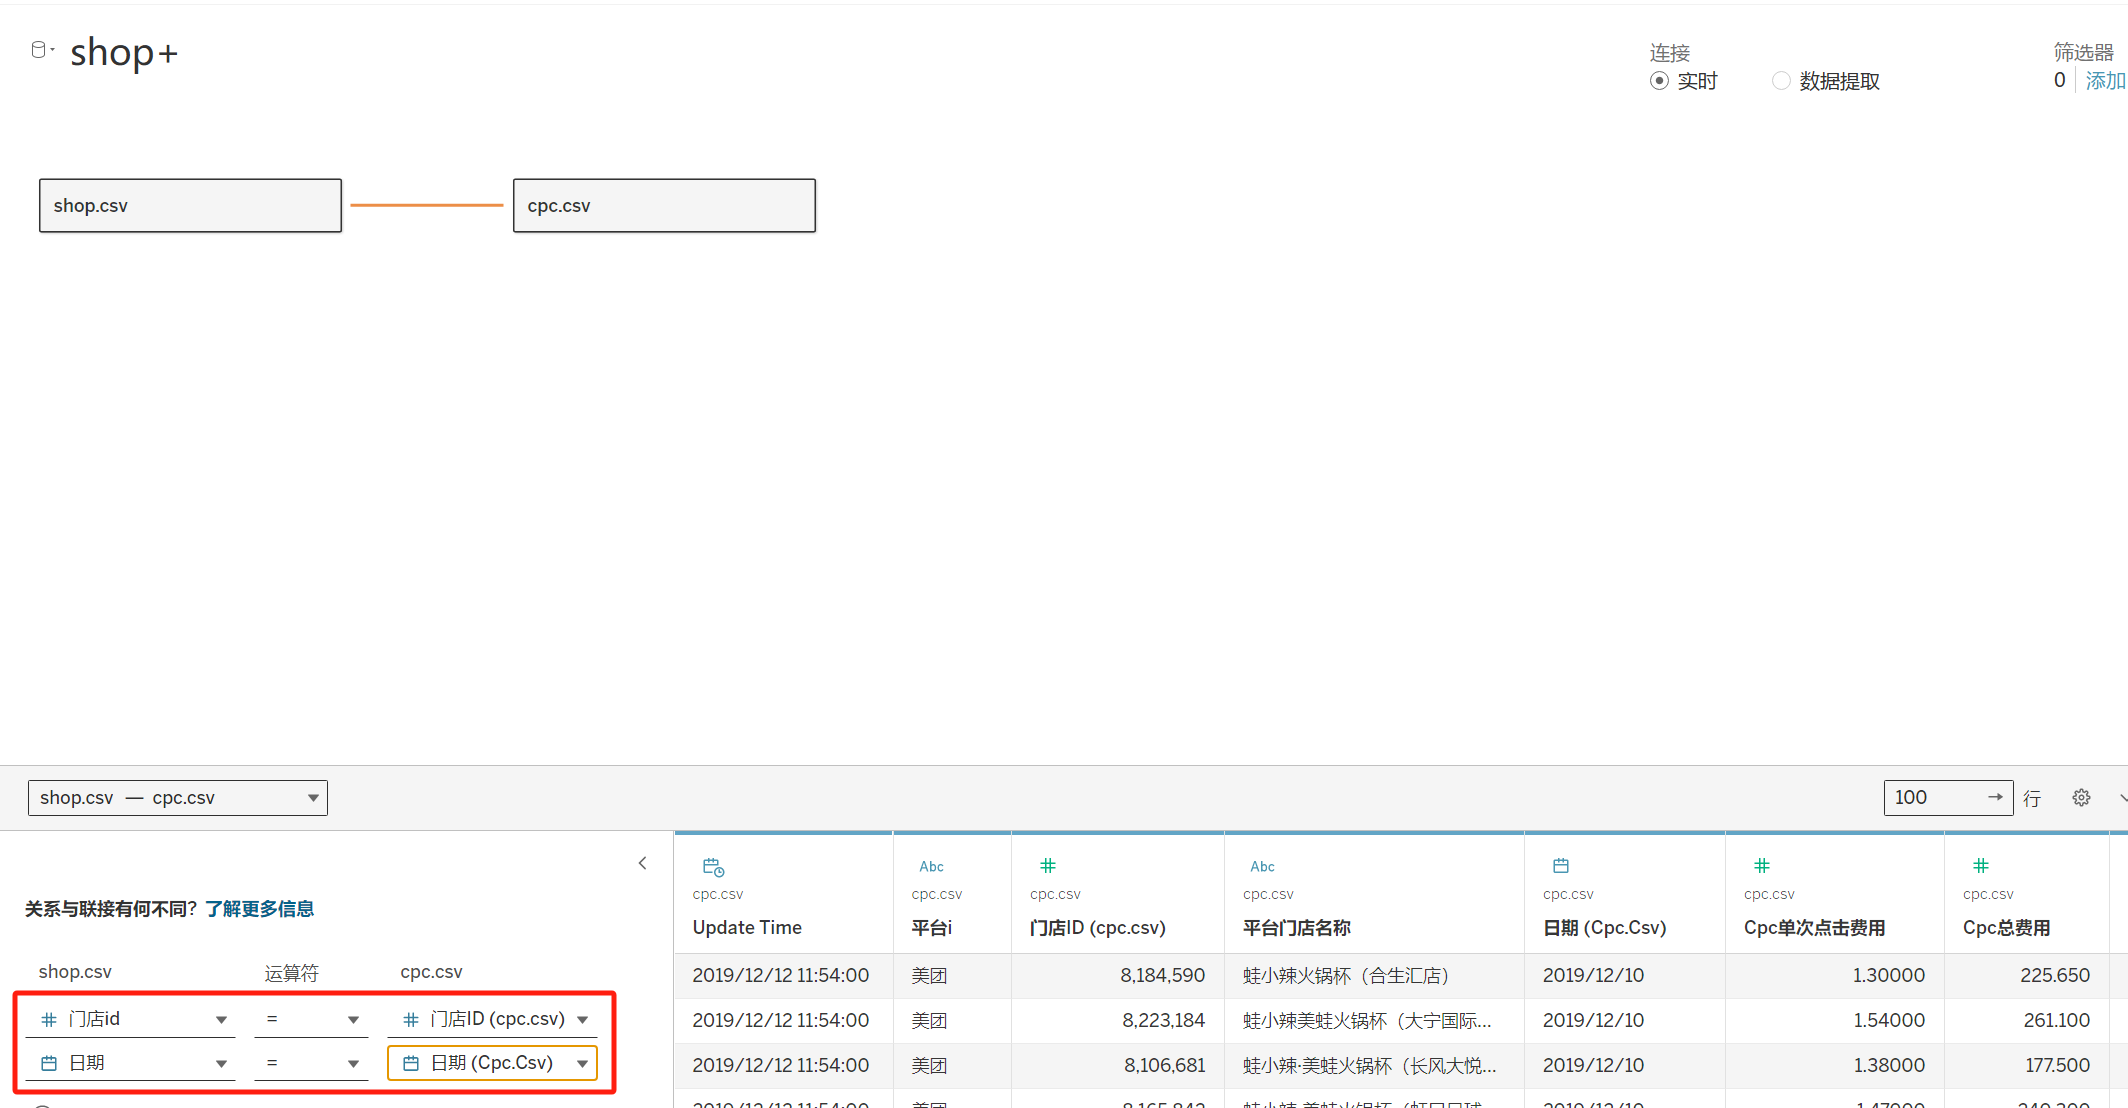 shop+
连接
筛选器
实时
数据提取
0
添加
shop.csv
cpc.csv
shop.csv — cpc.csv
100
行
关系与联接有何不同? 了解更多信息
shop.csv 运算符 cpc.csv
门店id = 门店ID (cpc.csv)
日期 = 日期 (Cpc.Csv)
Abc Abc
cpc.csv cpc.csv cpc.csv cpc.csv cpc.csv cpc.csv cpc.csv
Update Time 平台i 门店ID (cpc.csv) 平台门店名称 日期 (Cpc.Csv) Cpc单次点击费用 Cpc总费用
2019/12/12 11:54:00 美团 8,184,590 蛙小辣火锅杯（合生汇店） 2019/12/10 1.30000 225.650
2019/12/12 11:54:00 美团 8,223,184 蛙小辣美蛙火锅杯（大宁国际... 2019/12/10 1.54000 261.100
2019/12/12 11:54:00 美团 8,106,681 蛙小辣·美蛙火锅杯（长风大悦... 2019/12/10 1.38000 177.500